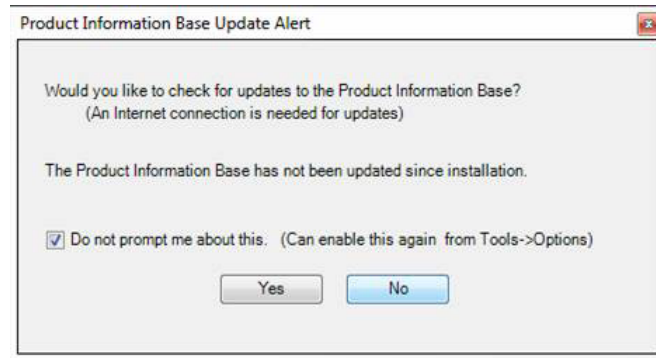 Product Information Base Update Alert
Would you like to check for updates to the Product Information Base?
(An Internet connection is needed for updates)
The Product Information Base has not been updated since installation.
Do not prompt me about this. (Can enable this again from Tools->Options)
Yes No